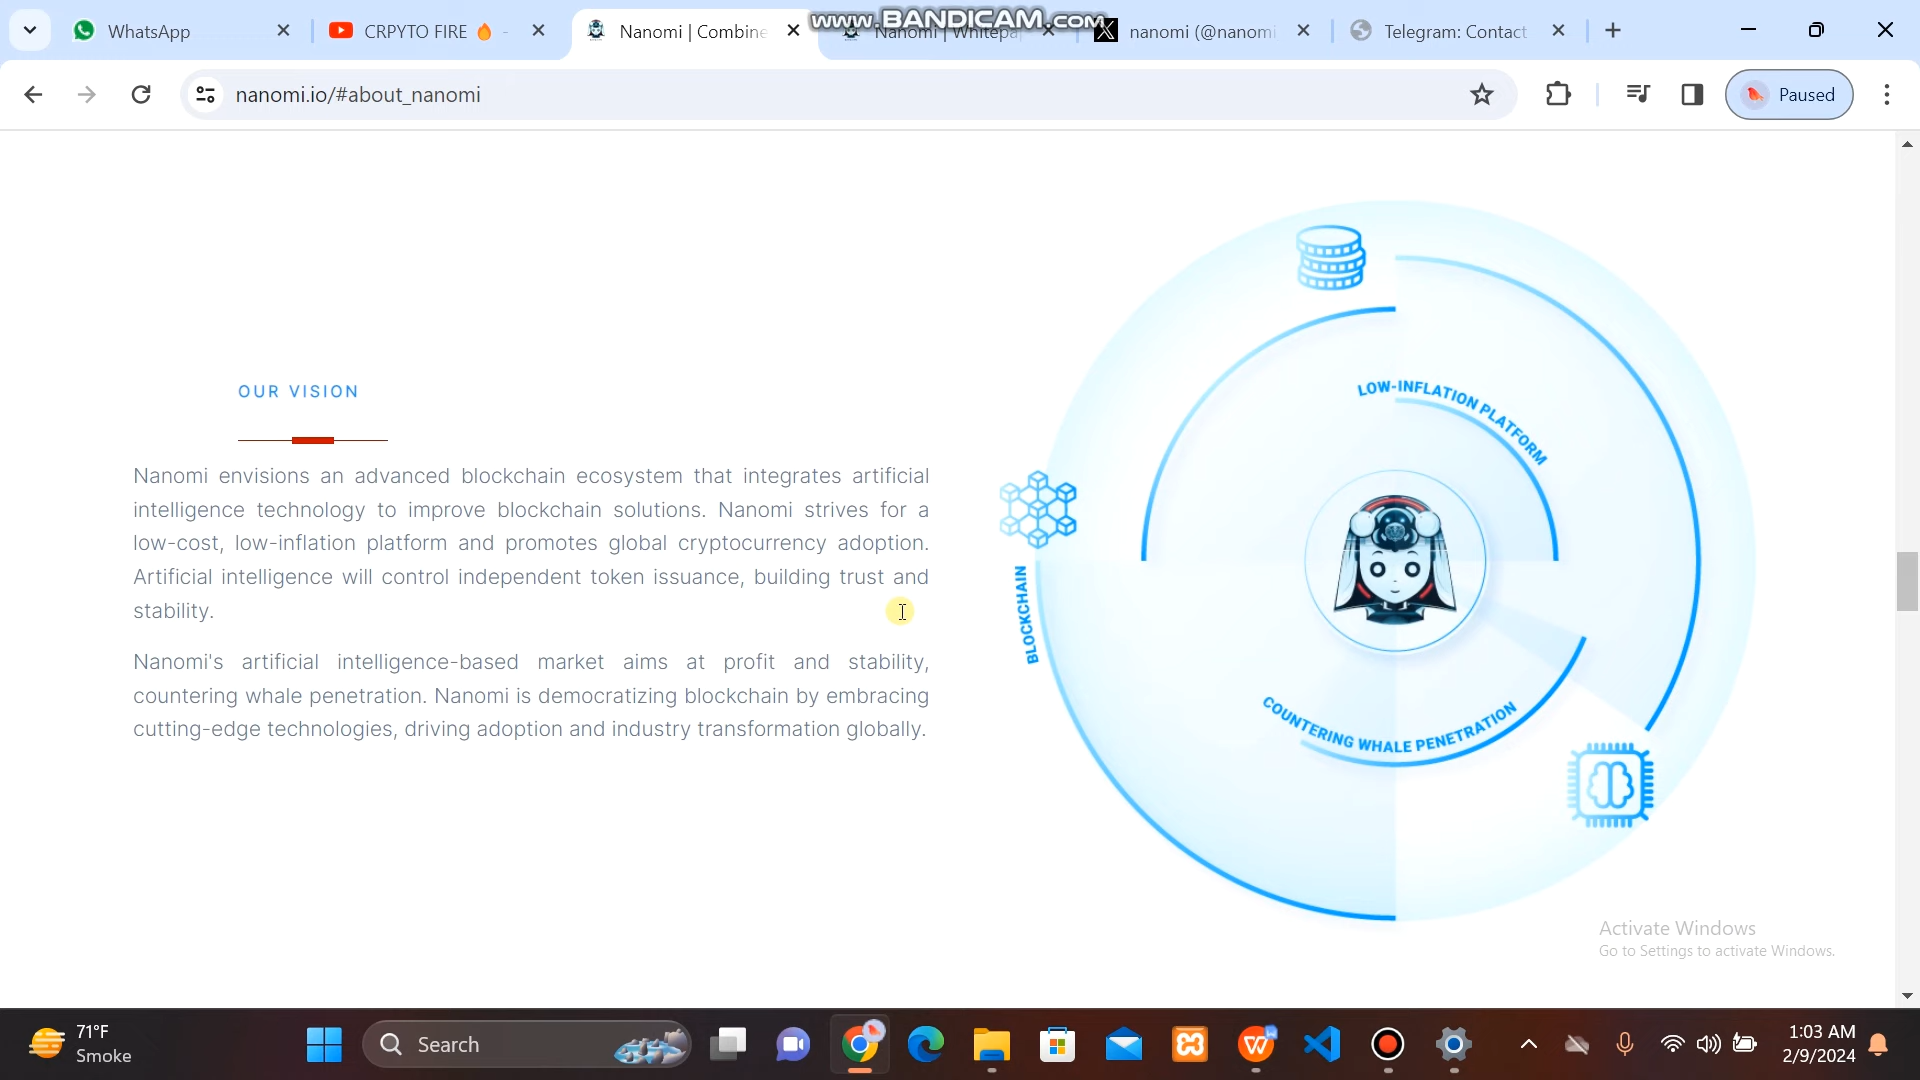 WhatsApp
CRPYTO FIRE 🔥 -
Nanomi | Combine
Nanomi | Whitepa
nanomi (@nanomi
Telegram: Contact
www.BANDICAM.com
nanomi.io/#about_nanomi
Paused
OUR VISION
Nanomi envisions an advanced blockchain ecosystem that integrates artificial
intelligence technology to improve blockchain solutions. Nanomi strives for a
low-cost, low-inflation platform and promotes global cryptocurrency adoption.
Artificial intelligence will control independent token issuance, building trust and
stability.
Nanomi's artificial intelligence-based market aims at profit and stability,
countering whale penetration. Nanomi is democratizing blockchain by embracing
cutting-edge technologies, driving adoption and industry transformation globally.
LOW-INFLATION PLATFORM
BLOCKCHAIN
COUNTERING WHALE PENETRATION
Activate Windows
Go to Settings to activate Windows.
71°F
Smoke
Search
1:03 AM
2/9/2024